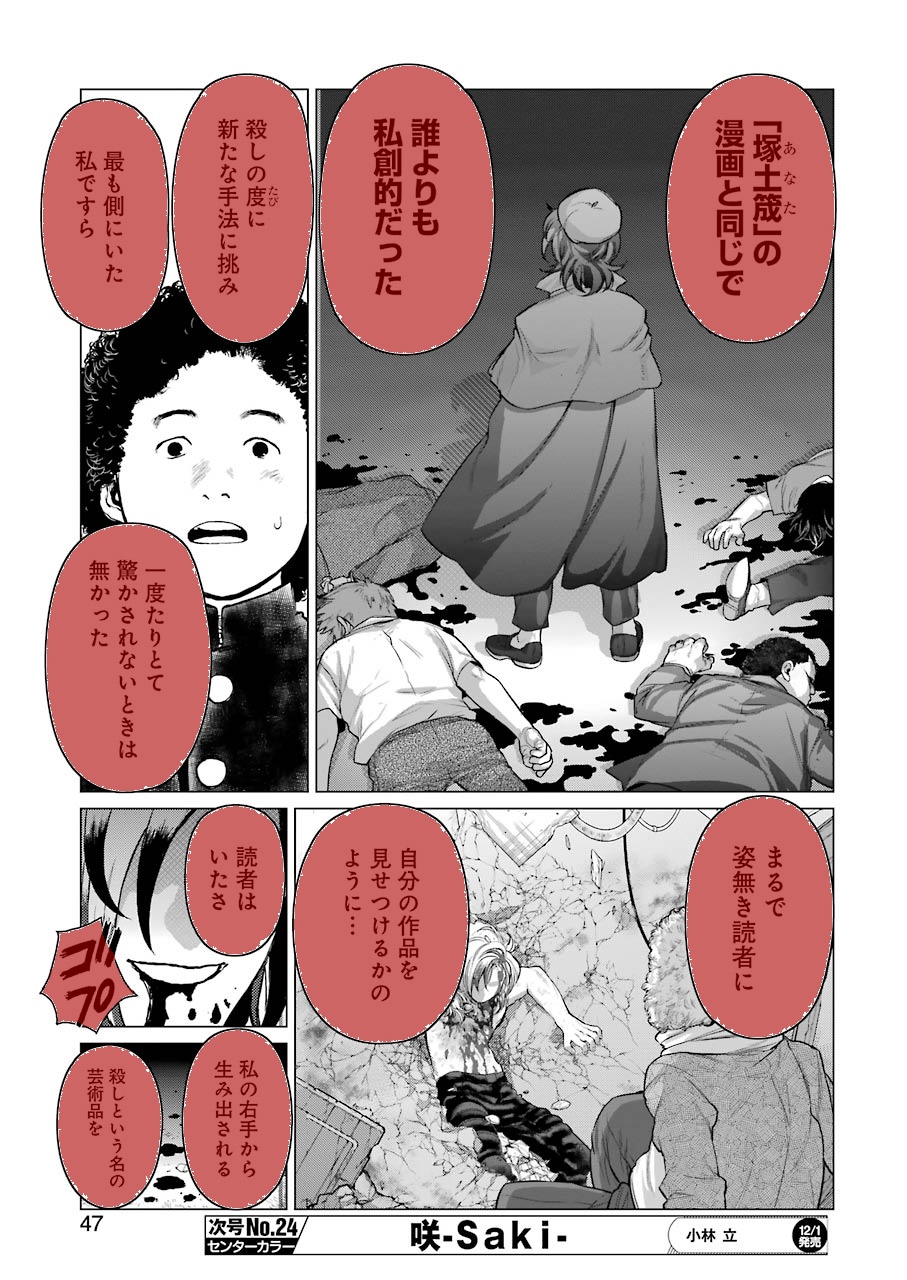 「塚土筬」の
あなた
漫画と同じで
誰よりも
私創的だった
殺しの度に
たび
新たな手法に挑み
最も側にいた
私ですら
一度たりとて
驚かされないときは
無かった
まるで
姿無き読者に
自分の作品を
見せつけるかの
ように…
読者は
いたさ
ゴプッ
私の右手から
生み出される
殺しという名の
芸術品を
47
次号No.24
センターカラー
咲-Saki-
小林 立
12/1
発売